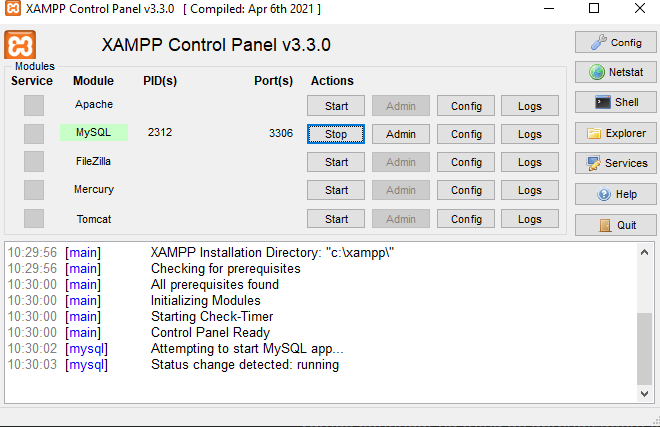 XAMPP Control Panel v3.3.0 [ Compiled: Apr 6th 2021 ]
XAMPP Control Panel v3.3.0
Config
Modules
Service Module PID(s) Port(s) Actions
Netstat
Apache Start Admin Config Logs
Shell
MySQL 2312 3306 Stop Admin Config Logs
Explorer
FileZilla Start Admin Config Logs
Services
Mercury Start Admin Config Logs
Help
Tomcat Start Admin Config Logs
Quit
10:29:56 [main] XAMPP Installation Directory: "c:\xampp\"
10:29:56 [main] Checking for prerequisites
10:30:00 [main] All prerequisites found
10:30:00 [main] Initializing Modules
10:30:00 [main] Starting Check-Timer
10:30:00 [main] Control Panel Ready
10:30:02 [mysql] Attempting to start MySQL app...
10:30:03 [mysql] Status change detected: running